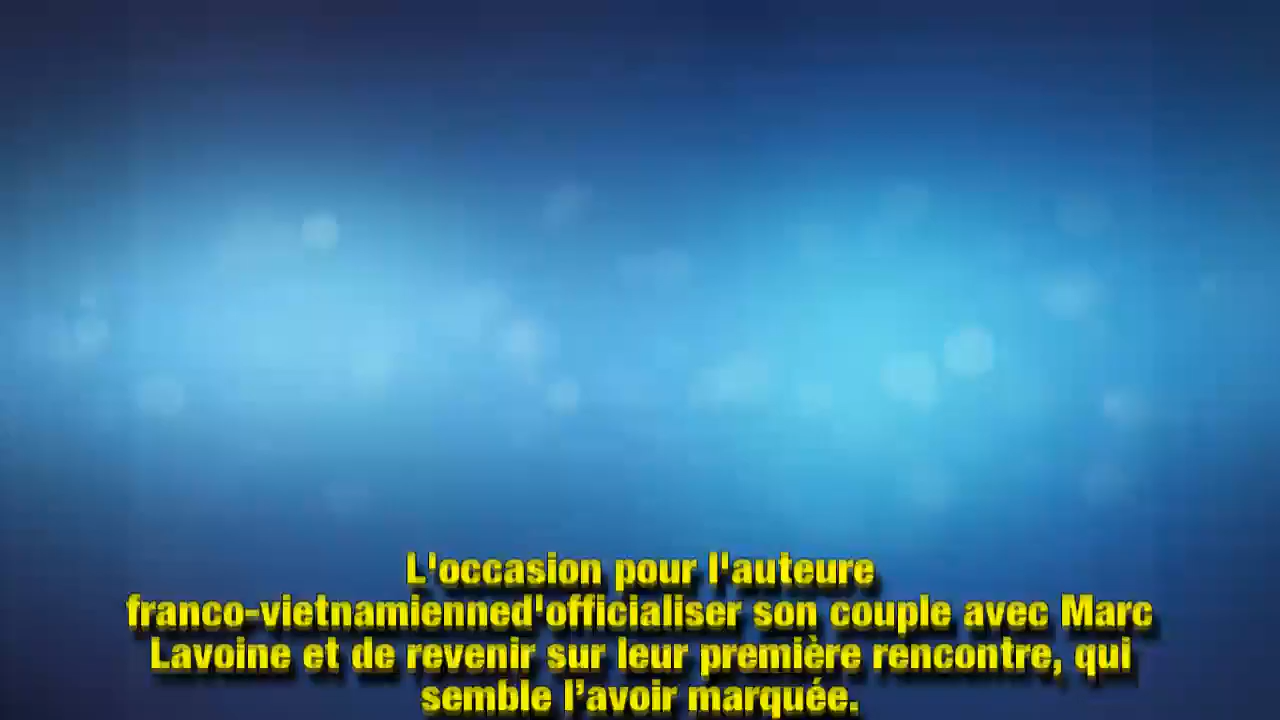 L'occasion pour l'auteure
franco-vietnamienned'officialiser son couple avec Marc
Lavoine et de revenir sur leur première rencontre, qui
semble l’avoir marquée.